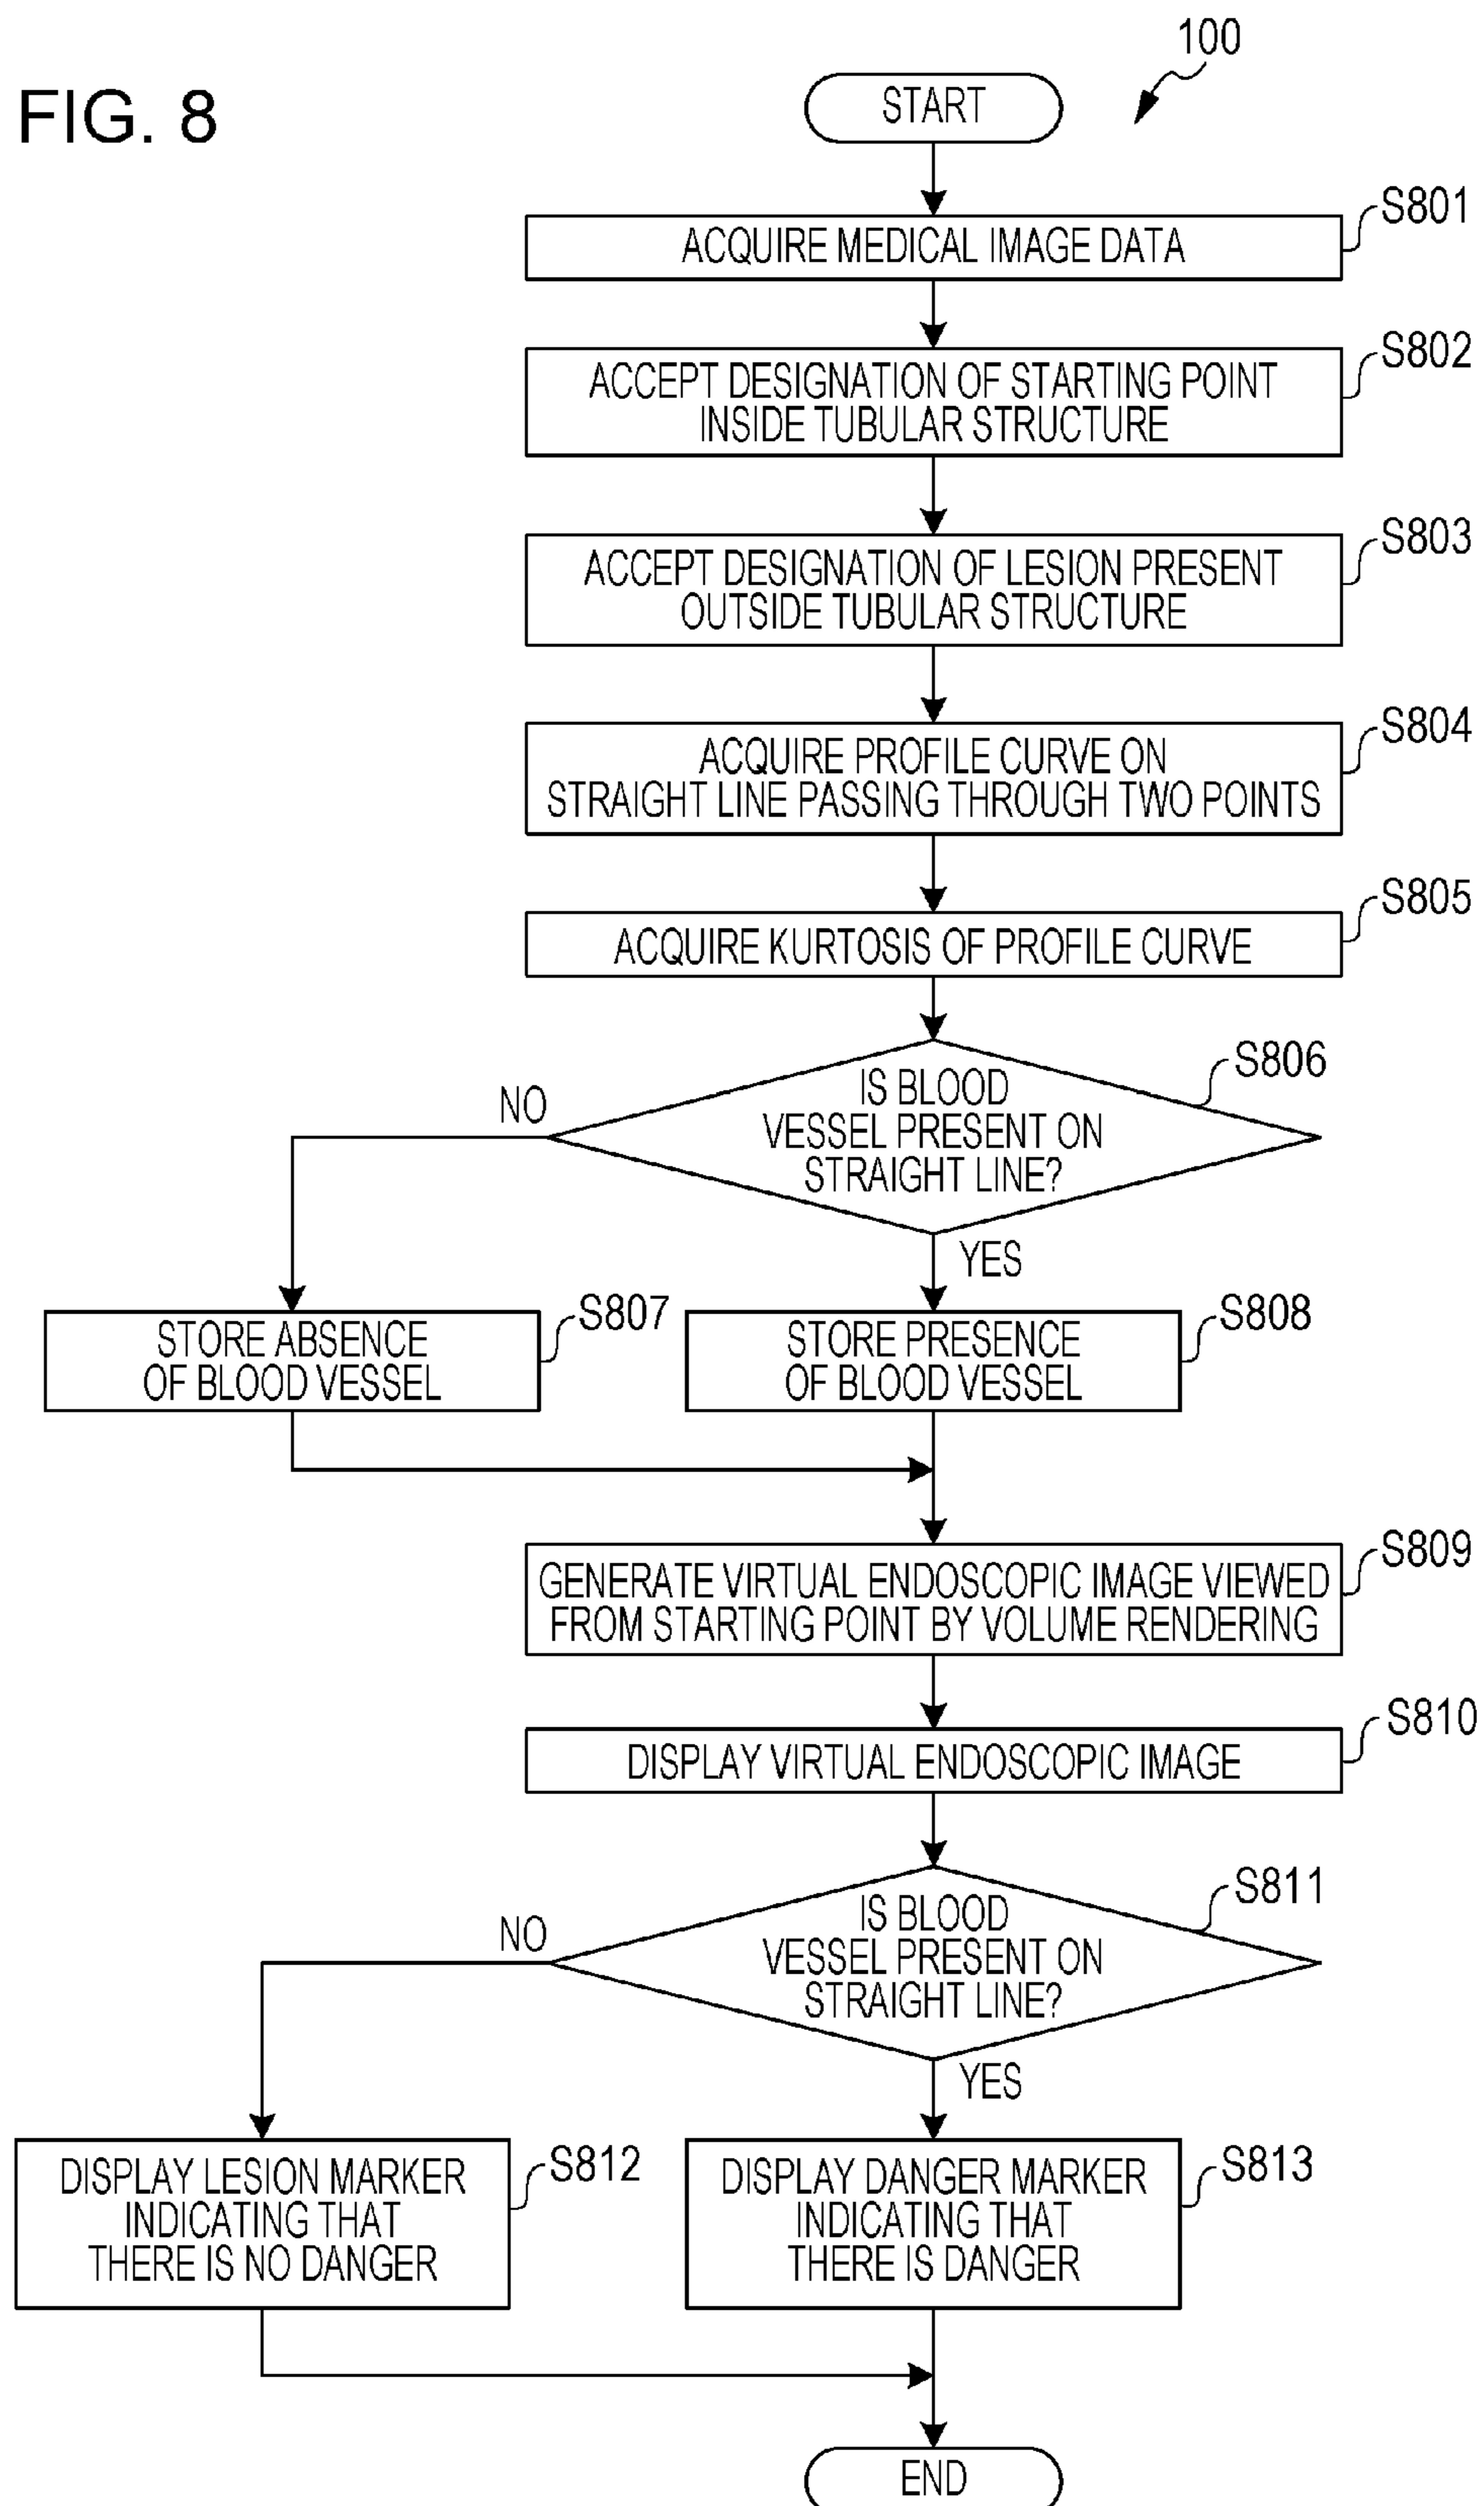 100
FIG. 8
START
S801
ACQUIRE MEDICAL IMAGE DATA
S802
ACCEPT DESIGNATION OF STARTING POINT
INSIDE TUBULAR STRUCTURE
S803
ACCEPT DESIGNATION OF LESION PRESENT
OUTSIDE TUBULAR STRUCTURE
S804
ACQUIRE PROFILE CURVE ON
STRAIGHT LINE PASSING THROUGH TWO POINTS
S805
ACQUIRE KURTOSIS OF PROFILE CURVE
S806
IS BLOOD
VESSEL PRESENT ON
STRAIGHT LINE?
NO
YES
S807
STORE ABSENCE
OF BLOOD VESSEL
S808
STORE PRESENCE
OF BLOOD VESSEL
S809
GENERATE VIRTUAL ENDOSCOPIC IMAGE VIEWED
FROM STARTING POINT BY VOLUME RENDERING
S810
DISPLAY VIRTUAL ENDOSCOPIC IMAGE
S811
IS BLOOD
VESSEL PRESENT ON
STRAIGHT LINE?
NO
YES
S812
DISPLAY LESION MARKER
INDICATING THAT
THERE IS NO DANGER
S813
DISPLAY DANGER MARKER
INDICATING THAT
THERE IS DANGER
END